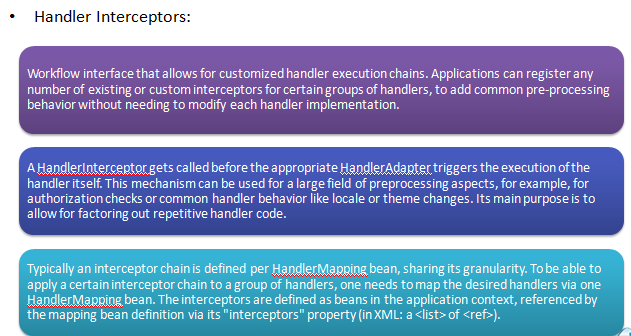 • Handler Interceptors:
Workflow interface that allows for customized handler execution chains. Applications can register any
number of existing or custom interceptors for certain groups of handlers, to add common pre-processing
behavior without needing to modify each handler implementation.
A HandlerInterceptor gets called before the appropriate HandlerAdapter triggers the execution of the
handler itself. This mechanism can be used for a large field of preprocessing aspects, for example, for
authorization checks or common handler behavior like locale or theme changes. Its main purpose is to
allow for factoring out repetitive handler code.
Typically an interceptor chain is defined per HandlerMapping bean, sharing its granularity. To be able to
apply a certain interceptor chain to a group of handlers, one needs to map the desired handlers via one
HandlerMapping bean. The interceptors are defined as beans in the application context, referenced by
the mapping bean definition via its "interceptors" property (in XML: a <list> of <ref>).